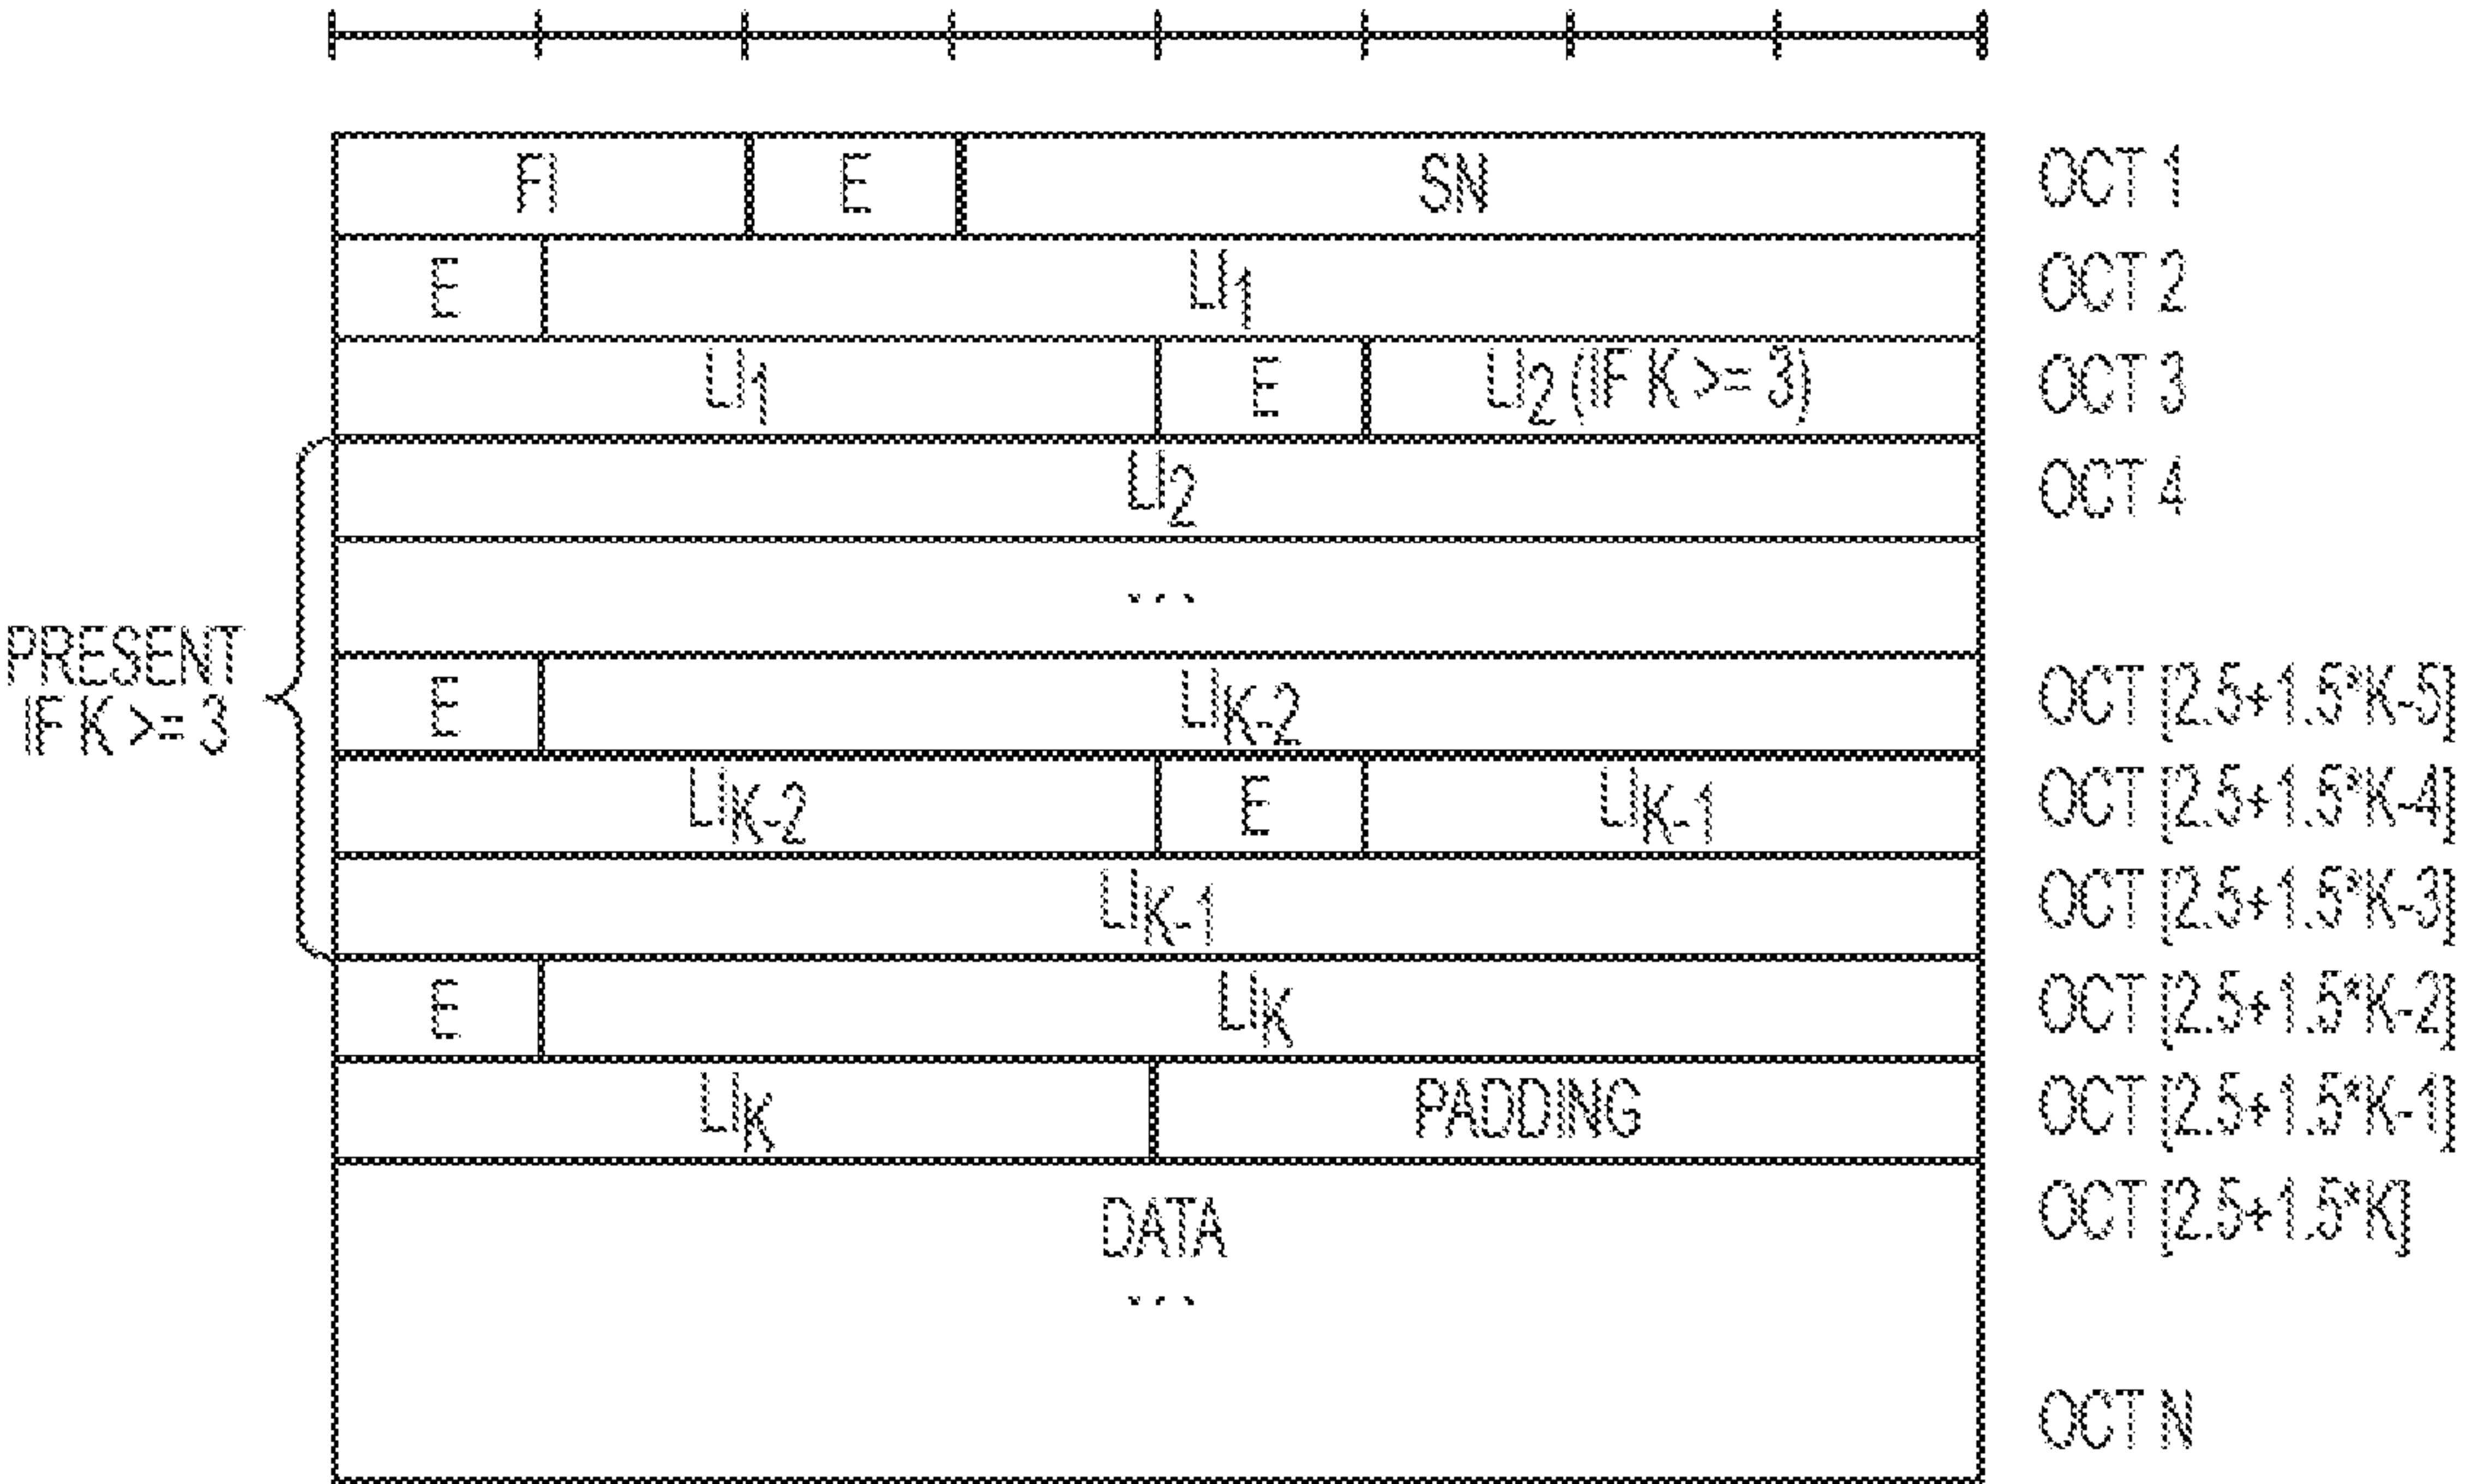 FI E SN OCT 1
E LI1 OCT 2
LI1 E LI2 (IF K >= 3) OCT 3
LI2 OCT 4
...
PRESENT
IF K >= 3
E LIK-2 OCT [2.5+1.5*K-5]
LIK-2 E LIK-1 OCT [2.5+1.5*K-4]
LIK-1 OCT [2.5+1.5*K-3]
E LIK OCT [2.5+1.5*K-2]
LIK PADDING OCT [2.5+1.5*K-1]
DATA OCT [2.5+1.5*K]
...
OCT N